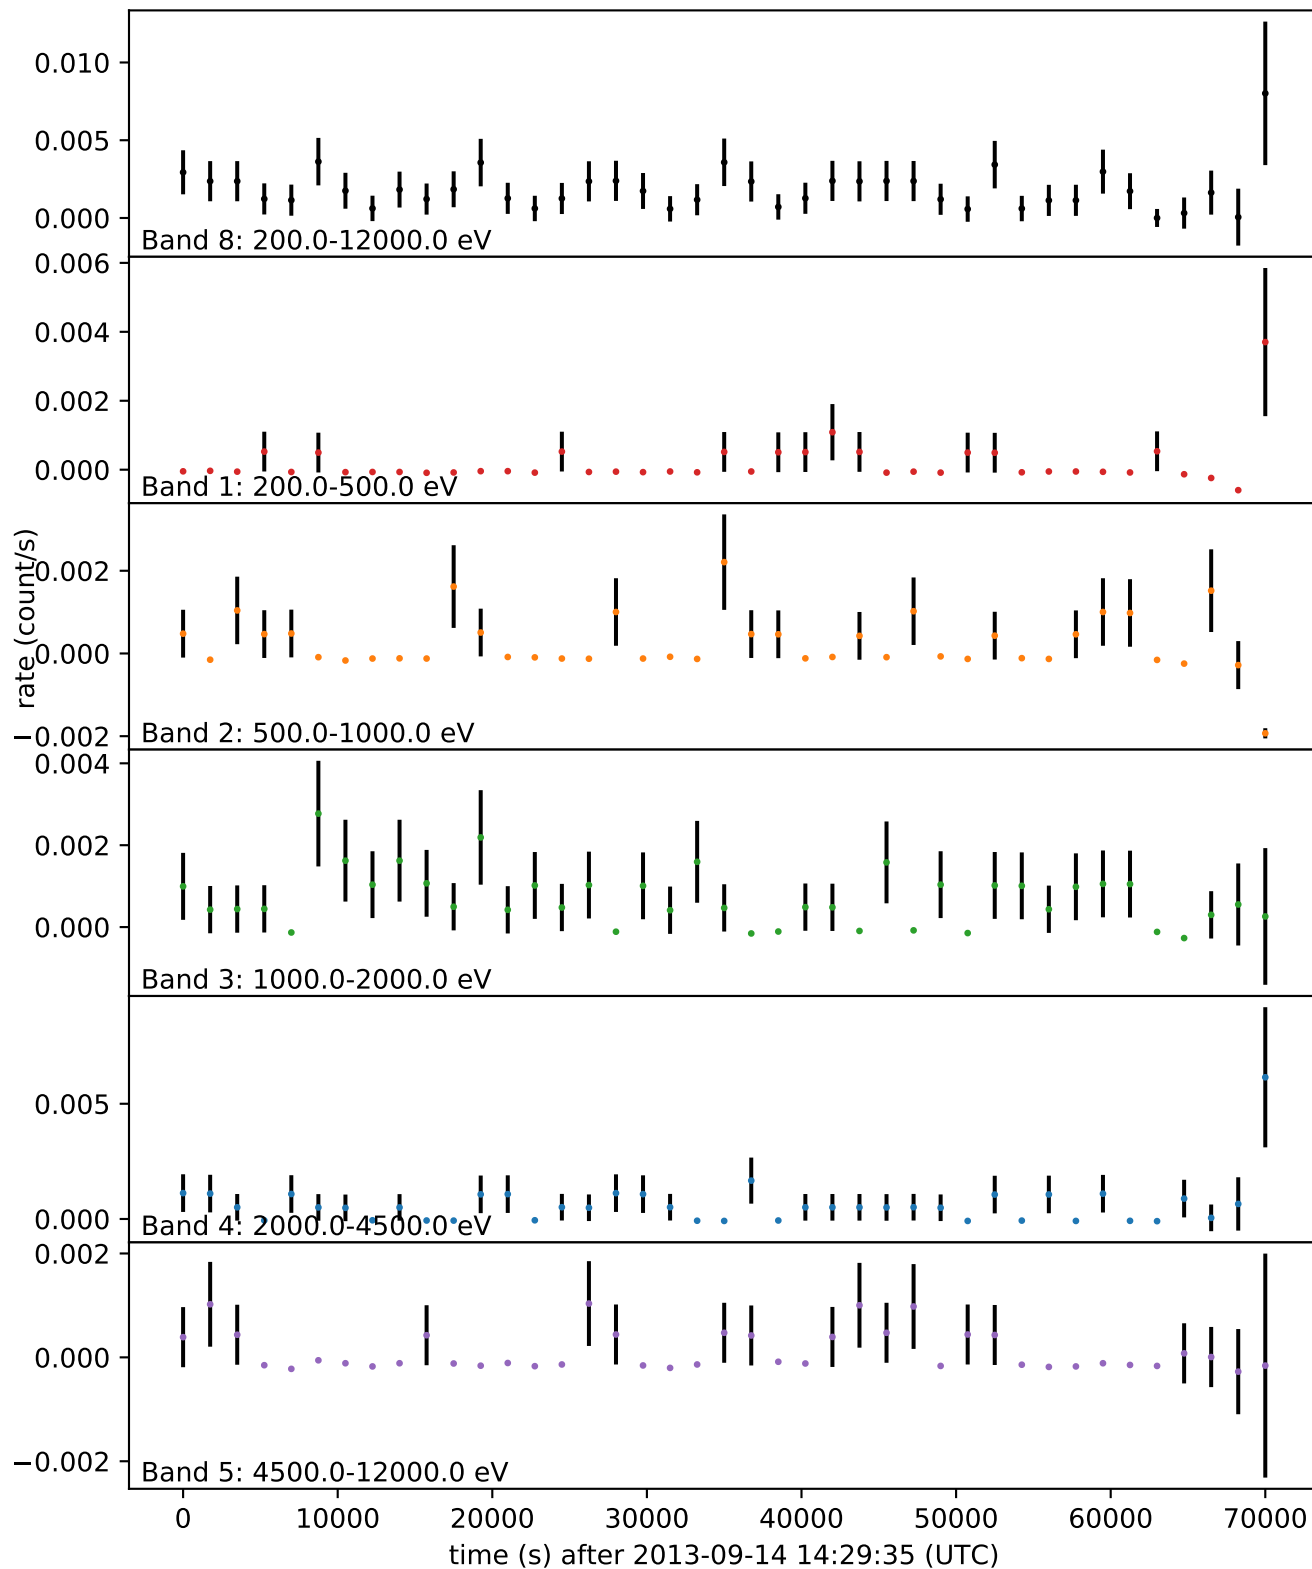 0.010
0.005
0.000
Band 8: 200.0-12000.0 eV
0.006
0.004
0.002
0.000
Band 1: 200.0-500.0 eV
rate (count/s)
0.002
0.000
−0.002
Band 2: 500.0-1000.0 eV
0.004
0.002
0.000
Band 3: 1000.0-2000.0 eV
0.005
0.000
Band 4: 2000.0-4500.0 eV
0.002
0.000
−0.002
Band 5: 4500.0-12000.0 eV
0 10000 20000 30000 40000 50000 60000 70000
time (s) after 2013-09-14 14:29:35 (UTC)